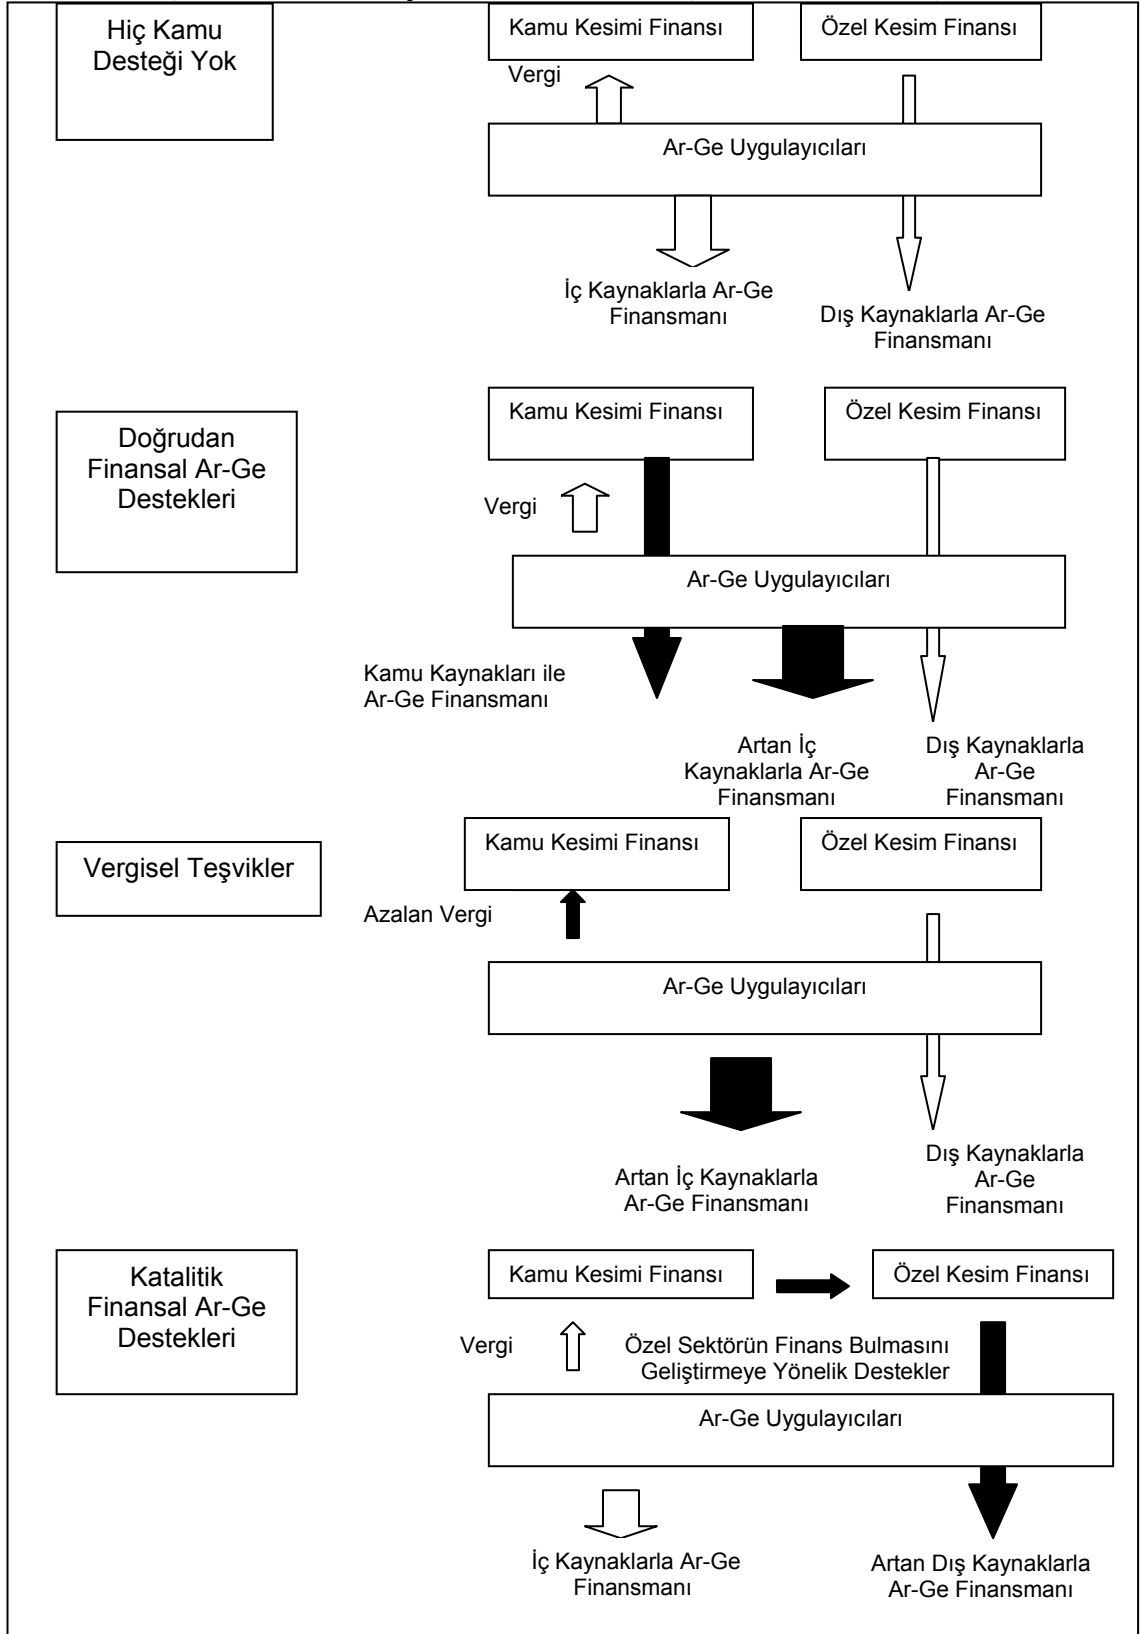 Hiç Kamu
Desteği Yok
Kamu Kesimi Finansı
Özel Kesim Finansı
Vergi
Ar-Ge Uygulayıcıları
İç Kaynaklarla Ar-Ge
Finansmanı
Dış Kaynaklarla Ar-Ge
Finansmanı
Doğrudan
Finansal Ar-Ge
Destekleri
Kamu Kesimi Finansı
Özel Kesim Finansı
Vergi
Ar-Ge Uygulayıcıları
Kamu Kaynakları ile
Ar-Ge Finansmanı
Artan İç
Kaynaklarla Ar-Ge
Finansmanı
Dış Kaynaklarla
Ar-Ge
Finansmanı
Vergisel Teşvikler
Kamu Kesimi Finansı
Özel Kesim Finansı
Azalan Vergi
Ar-Ge Uygulayıcıları
Artan İç Kaynaklarla
Ar-Ge Finansmanı
Dış Kaynaklarla
Ar-Ge
Finansmanı
Katalitik
Finansal Ar-Ge
Destekleri
Kamu Kesimi Finansı
Özel Kesim Finansı
Vergi
Özel Sektörün Finans Bulmasını
Geliştirmeye Yönelik Destekler
Ar-Ge Uygulayıcıları
İç Kaynaklarla Ar-Ge
Finansmanı
Artan Dış Kaynaklarla
Ar-Ge Finansmanı